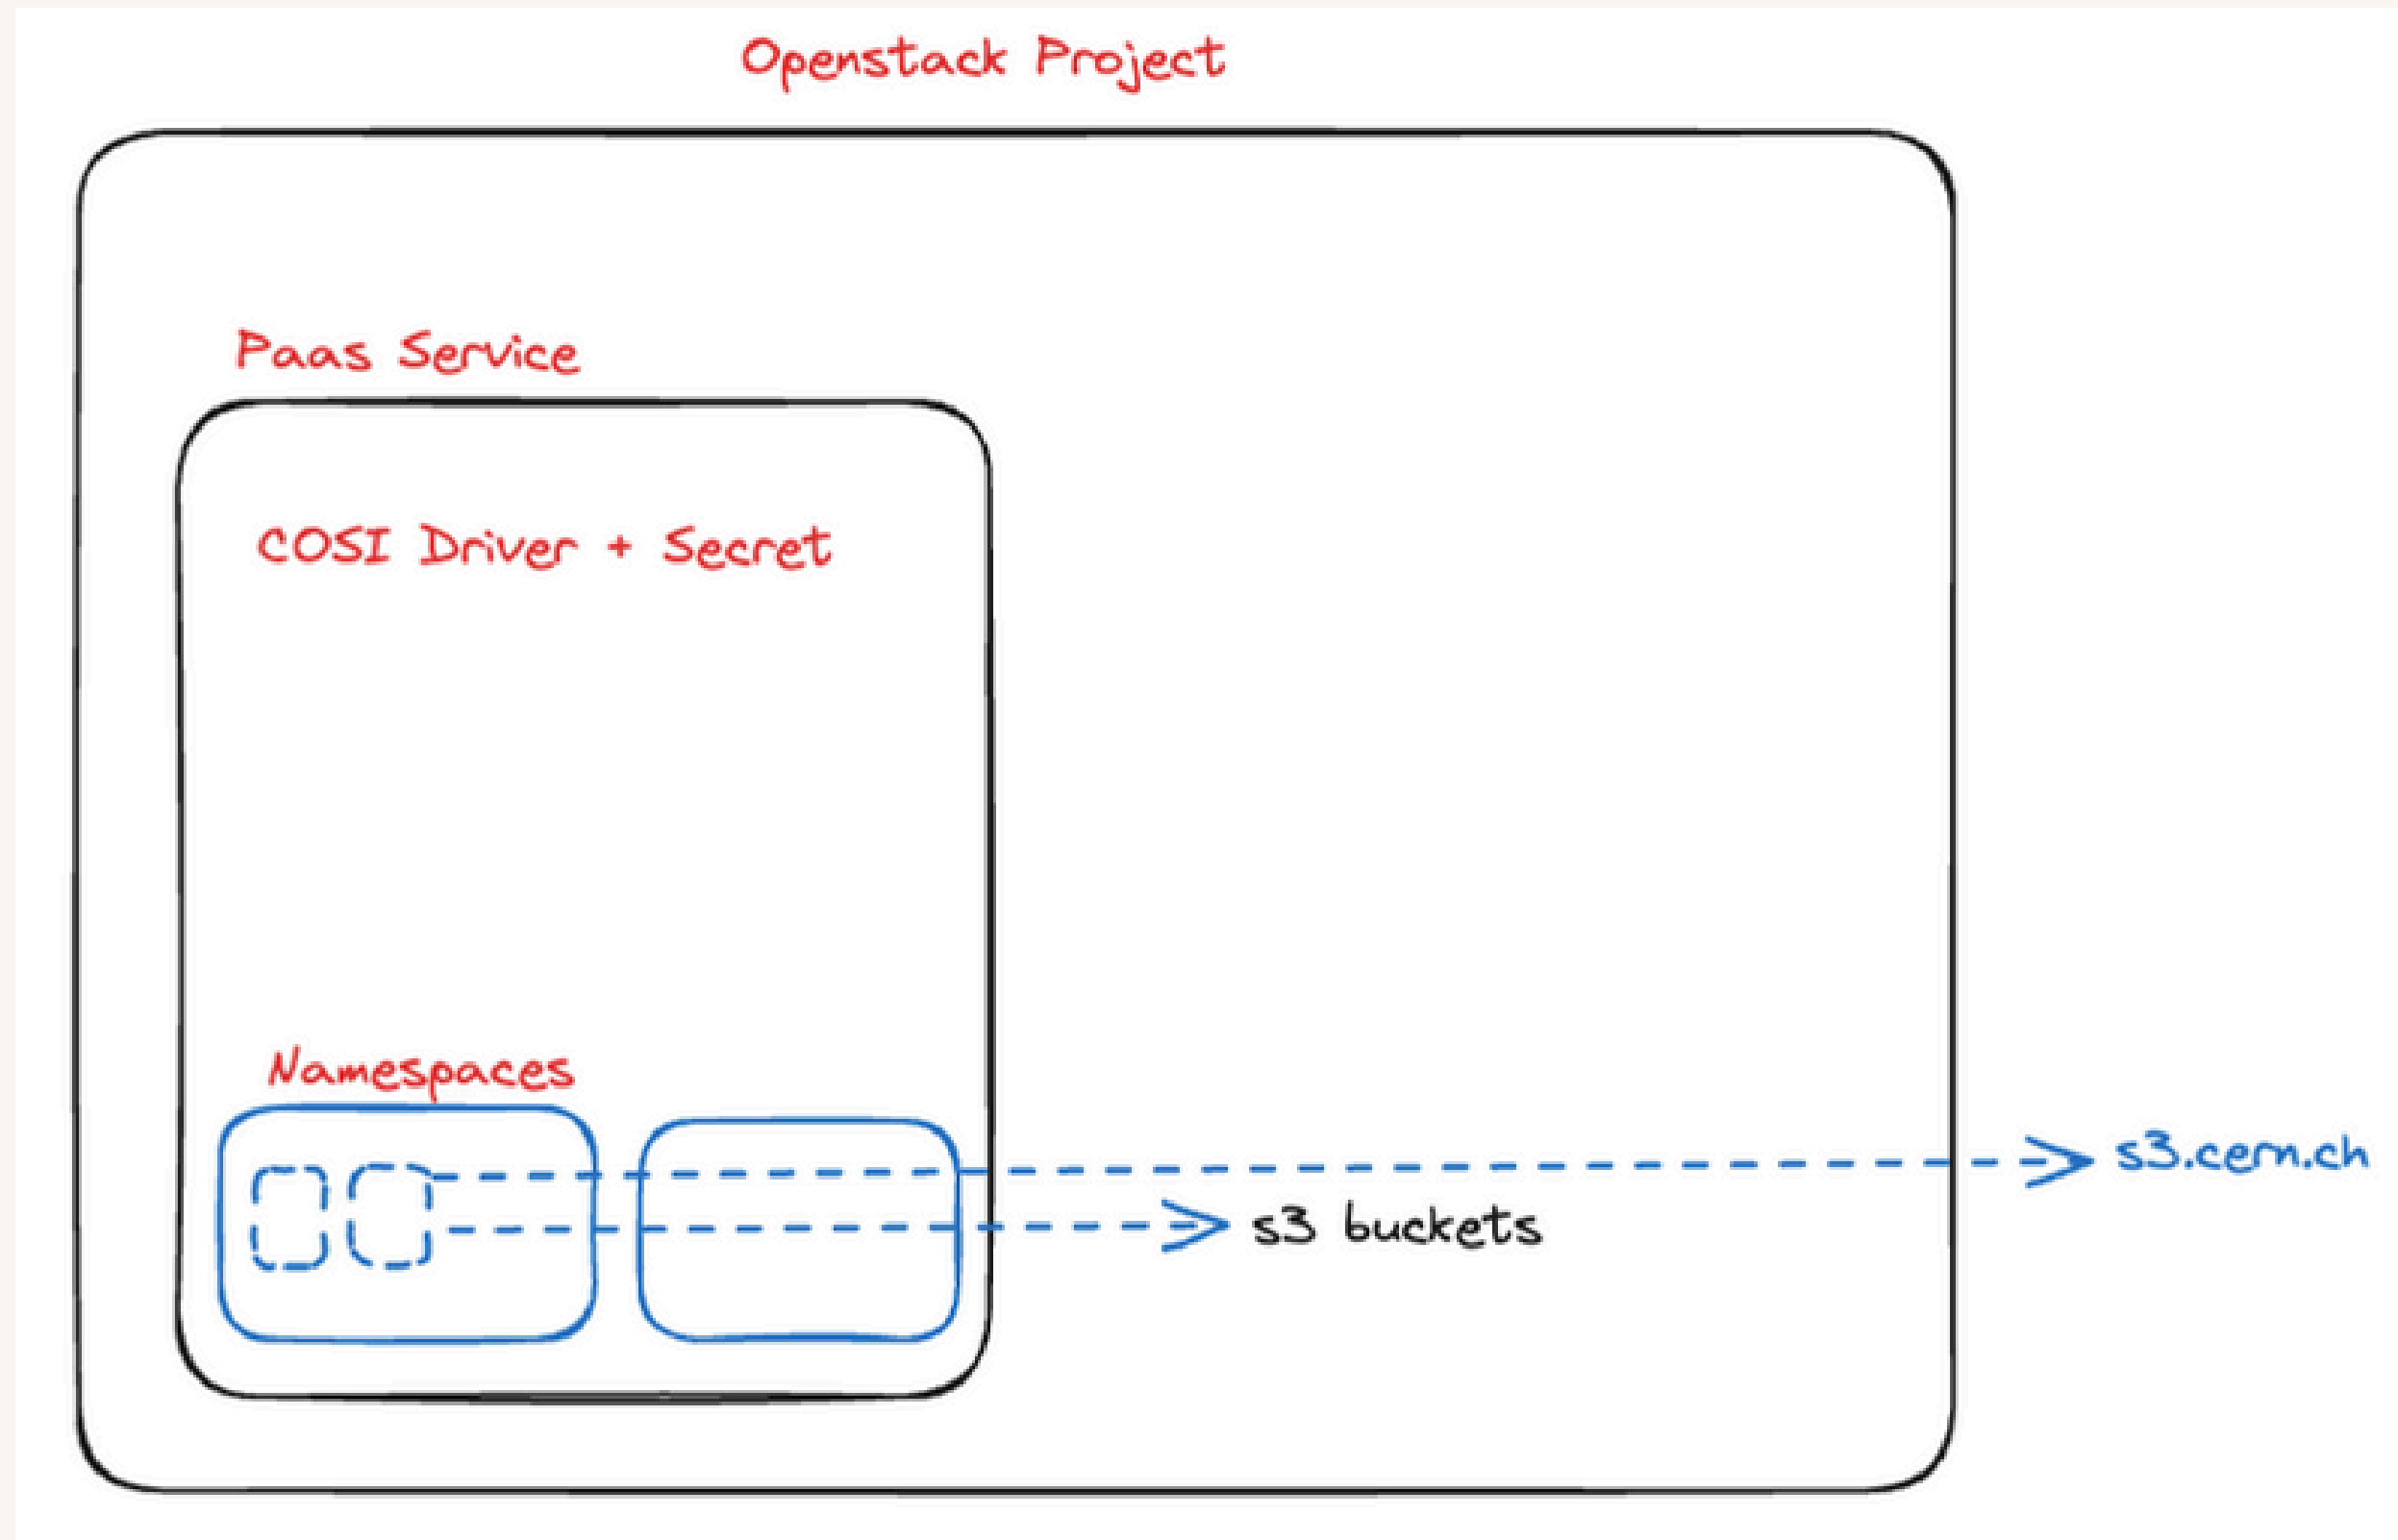 Openstack Project
Paas Service
COSI Driver + Secret
Namespaces
s3.cern.ch
s3 buckets